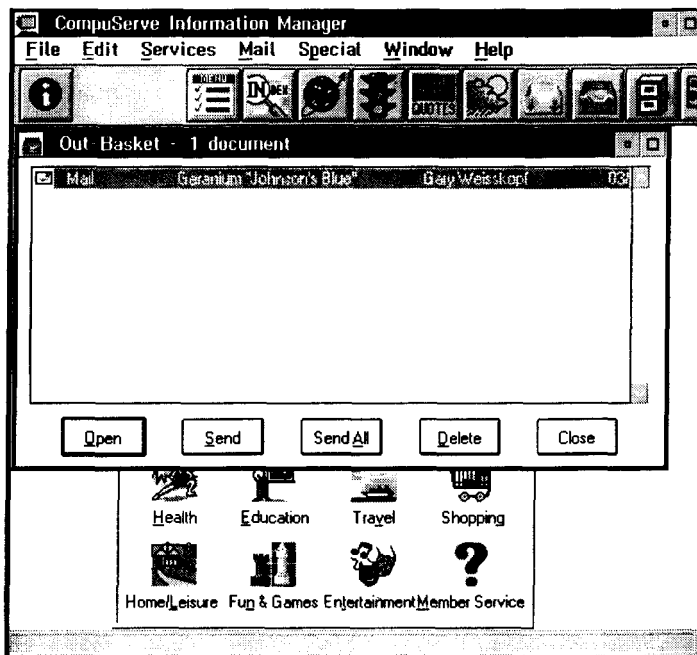 CompuServe Information Manager
File Edit Services Mail Special Window Help
MENU INDEX QUOTES
Out-Basket - 1 document
Mail Geranium "Johnson's Blue" Gary Weisskopf 03/
Open Send Send All Delete Close
Health Education Travel Shopping
Home/Leisure Fun & Games Entertainment Member Service